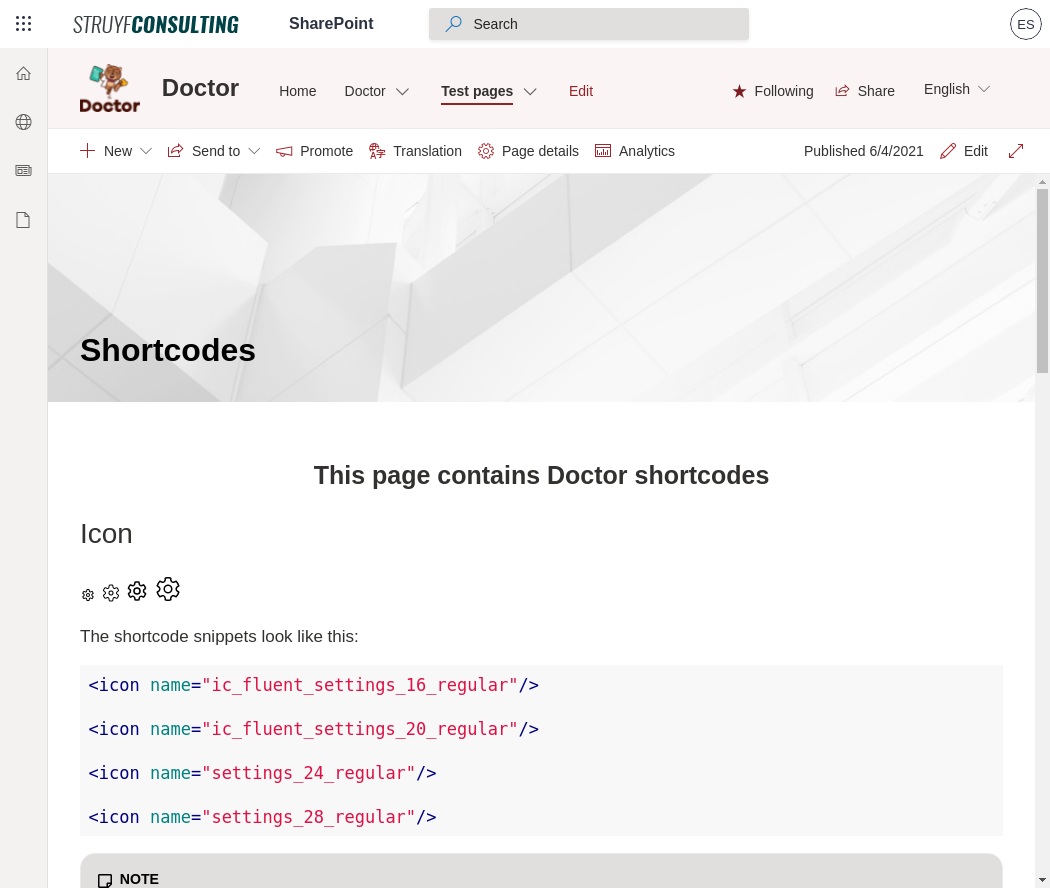 STRUYFCONSULTING SharePoint Search ES
Doctor Doctor Home Doctor Test pages Edit Following Share English
New Send to Promote Translation Page details Analytics Published 6/4/2021 Edit
Shortcodes
This page contains Doctor shortcodes
Icon
The shortcode snippets look like this:
<icon name="ic_fluent_settings_16_regular"/>
<icon name="ic_fluent_settings_20_regular"/>
<icon name="settings_24_regular"/>
<icon name="settings_28_regular"/>
NOTE